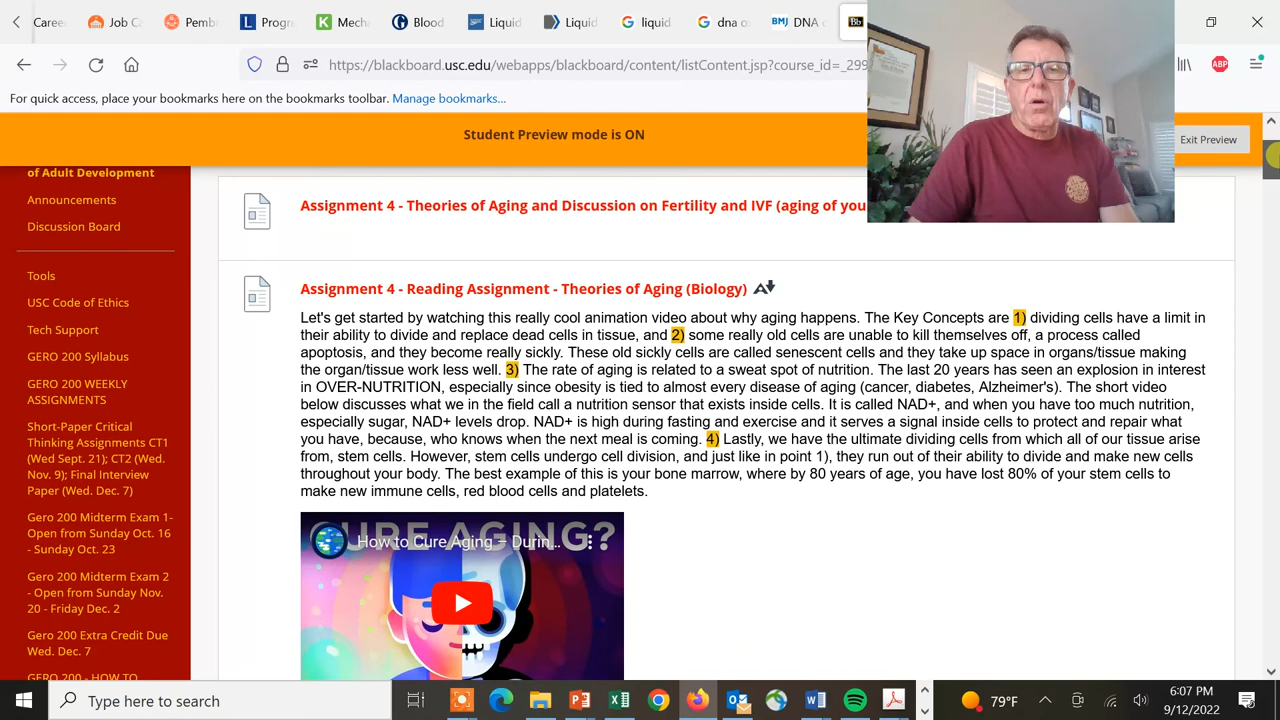 Caree
Job C
Pembi
Progr
Mech
Blood
Liquid
Liquid
liquid
dna o
DNA c
https://blackboard.usc.edu/webapps/blackboard/content/listContent.jsp?course_id=_299
For quick access, place your bookmarks here on the bookmarks toolbar. Manage bookmarks...
Student Preview mode is ON
Exit Preview
of Adult Development
Announcements
Discussion Board
Tools
USC Code of Ethics
Tech Support
GERO 200 Syllabus
GERO 200 WEEKLY
ASSIGNMENTS
Short-Paper Critical
Thinking Assignments CT1
(Wed Sept. 21); CT2 (Wed.
Nov. 9); Final Interview
Paper (Wed. Dec. 7)
Gero 200 Midterm Exam 1-
Open from Sunday Oct. 16
- Sunday Oct. 23
Gero 200 Midterm Exam 2
- Open from Sunday Nov.
20 - Friday Dec. 2
Gero 200 Extra Credit Due
Wed. Dec. 7
GERO 200 - HOW TO
Assignment 4 - Theories of Aging and Discussion on Fertility and IVF (aging of you
Assignment 4 - Reading Assignment - Theories of Aging (Biology)
Let's get started by watching this really cool animation video about why aging happens. The Key Concepts are 1) dividing cells have a limit in
their ability to divide and replace dead cells in tissue, and 2) some really old cells are unable to kill themselves off, a process called
apoptosis, and they become really sickly. These old sickly cells are called senescent cells and they take up space in organs/tissue making
the organ/tissue work less well. 3) The rate of aging is related to a sweat spot of nutrition. The last 20 years has seen an explosion in interest
in OVER-NUTRITION, especially since obesity is tied to almost every disease of aging (cancer, diabetes, Alzheimer's). The short video
below discusses what we in the field call a nutrition sensor that exists inside cells. It is called NAD+, and when you have too much nutrition,
especially sugar, NAD+ levels drop. NAD+ is high during fasting and exercise and it serves a signal inside cells to protect and repair what
you have, because, who knows when the next meal is coming. 4) Lastly, we have the ultimate dividing cells from which all of our tissue arise
from, stem cells. However, stem cells undergo cell division, and just like in point 1), they run out of their ability to divide and make new cells
throughout your body. The best example of this is your bone marrow, where by 80 years of age, you have lost 80% of your stem cells to
make new immune cells, red blood cells and platelets.
CURE AGING?
How to Cure Aging – Durin...
Type here to search
79°F
6:07 PM
9/12/2022